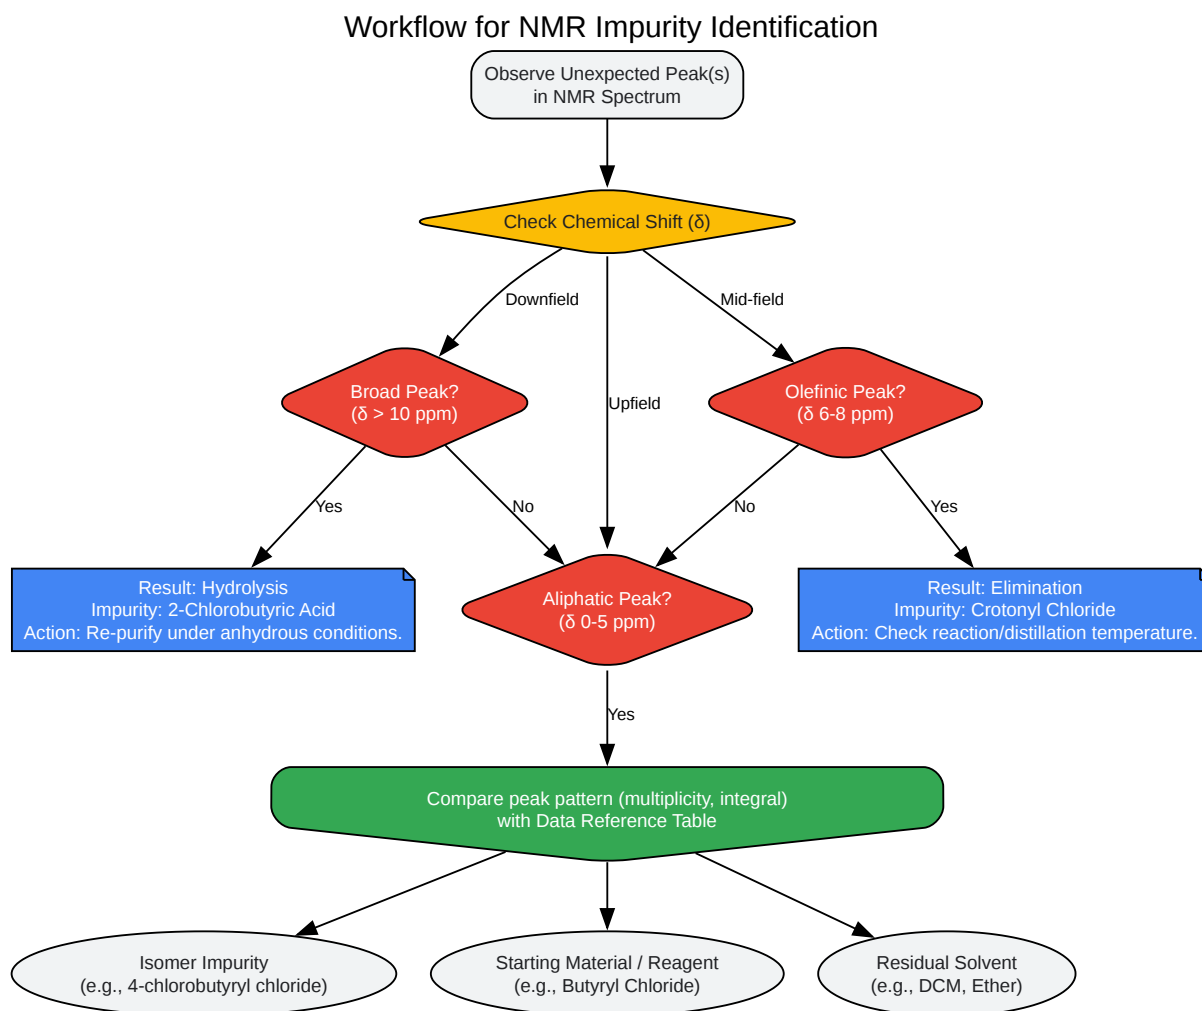 Workflow for NMR Impurity Identification
Observe Unexpected Peak(s)
in NMR Spectrum
Check Chemical Shift (δ)
Downfield
Mid-field
Upfield
Broad Peak?
(δ > 10 ppm)
Olefinic Peak?
(δ 6-8 ppm)
Yes
No
No
Yes
Result: Hydrolysis
Impurity: 2-Chlorobutyric Acid
Action: Re-purify under anhydrous conditions.
Aliphatic Peak?
(δ 0-5 ppm)
Result: Elimination
Impurity: Crotonyl Chloride
Action: Check reaction/distillation temperature.
Yes
Compare peak pattern (multiplicity, integral)
with Data Reference Table
Isomer Impurity
(e.g., 4-chlorobutyryl chloride)
Starting Material / Reagent
(e.g., Butyryl Chloride)
Residual Solvent
(e.g., DCM, Ether)